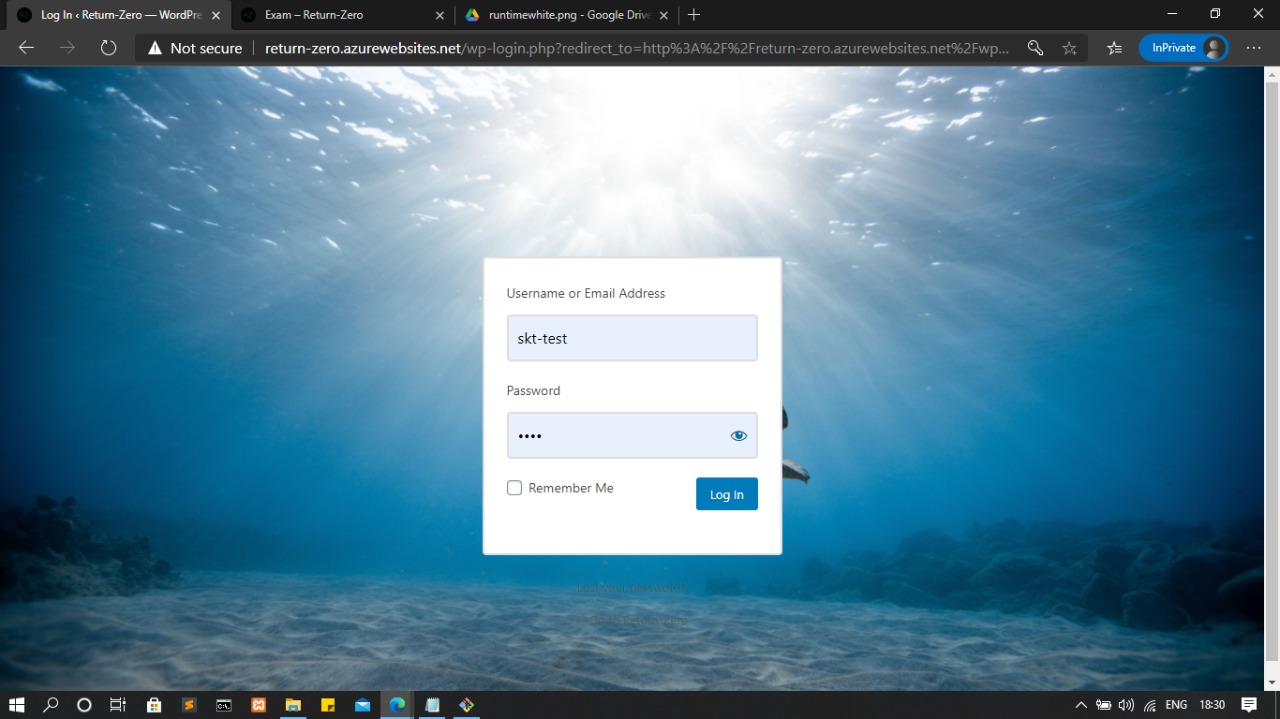 Log In ‹ Return-Zero — WordPre
Exam – Return-Zero
runtimewhite.png - Google Drive
Not secure
return-zero.azurewebsites.net/wp-login.php?redirect_to=http%3A%2F%2Freturn-zero.azurewebsites.net%2Fwp...
InPrivate
Username or Email Address
skt-test
Password
••••
Remember Me
Log In
Lost your password?
← Back to Return-Zero
ENG
18:30